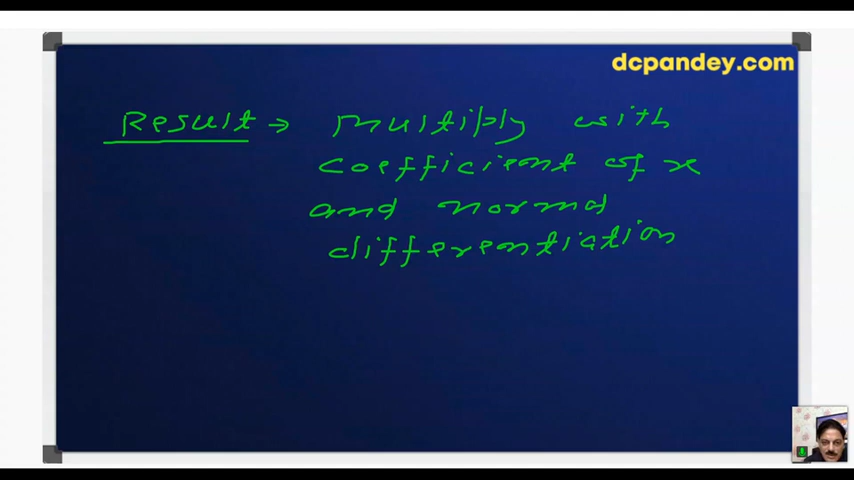 dcpandey.com
Result → multiply with
coefficient of x
and normal
differentiation